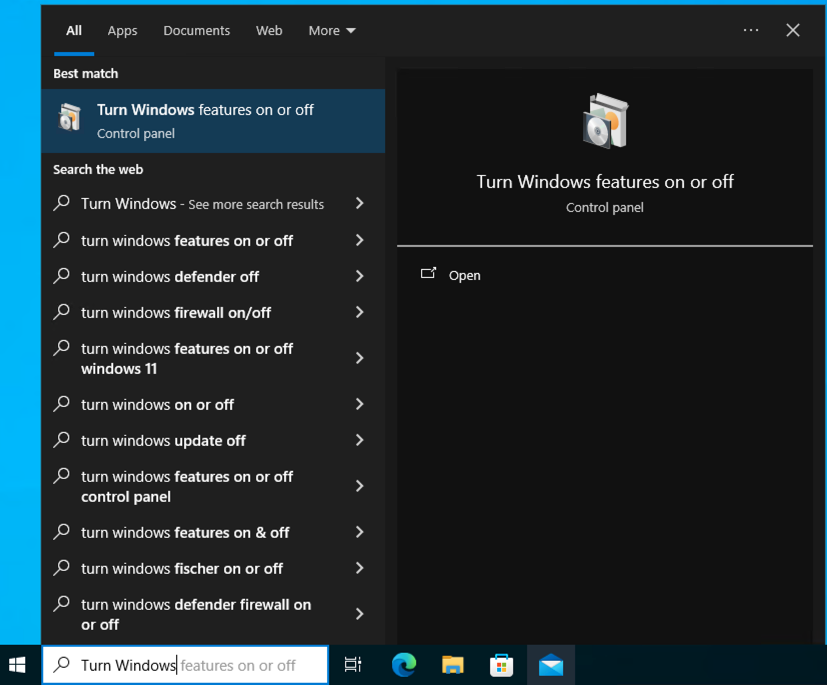 All Apps Documents Web More
Best match
Turn Windows features on or off
Control panel
Search the web
Turn Windows - See more search results
turn windows features on or off
turn windows defender off
turn windows firewall on/off
turn windows features on or off
windows 11
turn windows on or off
turn windows update off
turn windows features on or off
control panel
turn windows features on & off
turn windows fischer on or off
turn windows defender firewall on
or off
Turn Windows features on or off
Control panel
Open
Turn Windows features on or off